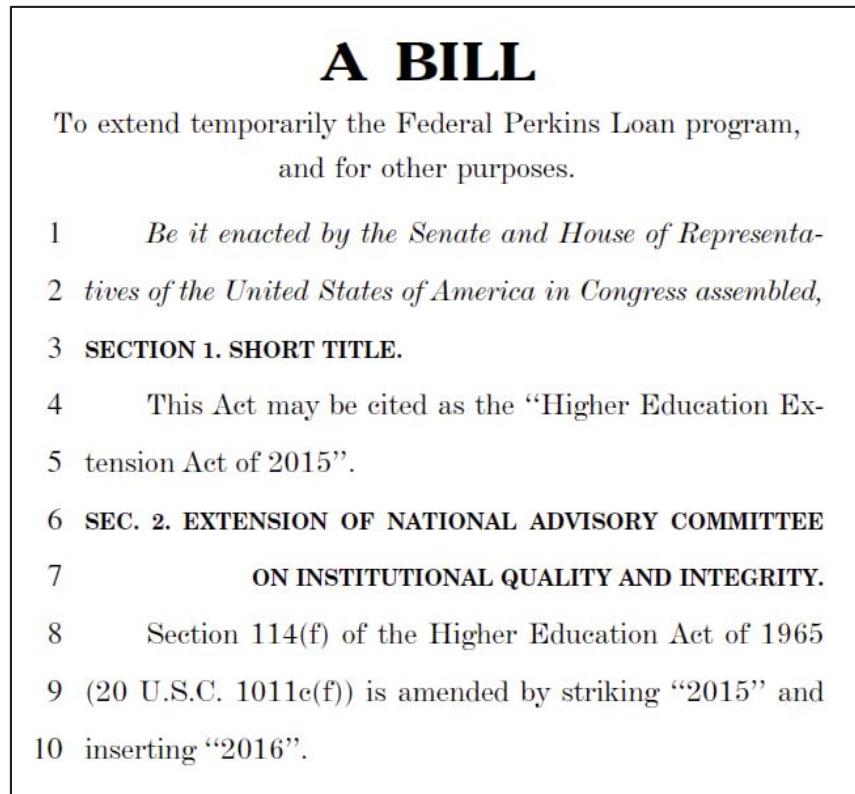 A BILL
To extend temporarily the Federal Perkins Loan program,
and for other purposes.
1 Be it enacted by the Senate and House of Representa-
2 tives of the United States of America in Congress assembled,
3 SECTION 1. SHORT TITLE.
4 This Act may be cited as the ‘‘Higher Education Ex-
5 tension Act of 2015’’.
6 SEC. 2. EXTENSION OF NATIONAL ADVISORY COMMITTEE
7 ON INSTITUTIONAL QUALITY AND INTEGRITY.
8 Section 114(f) of the Higher Education Act of 1965
9 (20 U.S.C. 1011c(f)) is amended by striking ‘‘2015’’ and
10 inserting ‘‘2016’’.